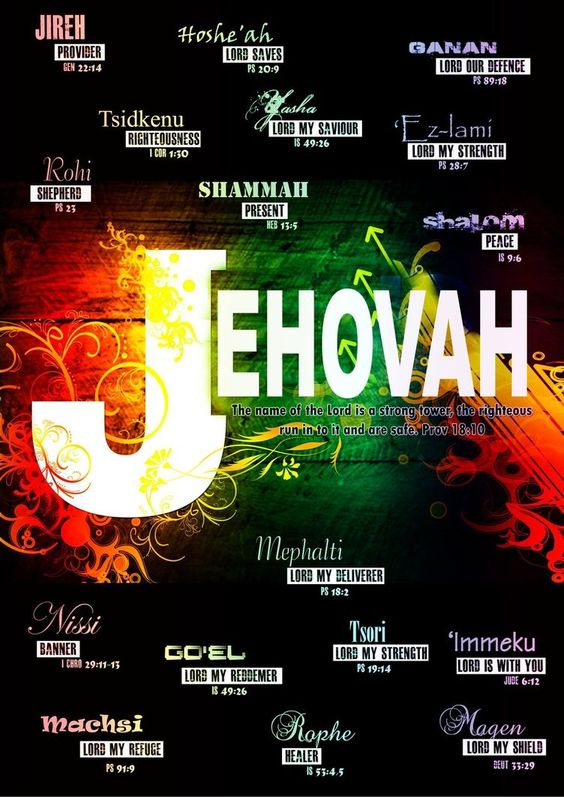 JIREH
PROVIDER
GEN 22:14
Hoshe'ah
LORD SAVES
PS 20:9
GANAN
LORD OUR DEFENCE
PS 89:18
Tsidkenu
RIGHTEOUSNESS
I COR 1:30
Yasha
LORD MY SAVIOUR
IS 49:26
'Ez-lami
LORD MY STRENGTH
PS 28:7
Rohi
SHEPHERD
PS 23
SHAMMAH
PRESENT
HEB 13:5
shalom
PEACE
IS 9:6
JEHOVAH
The name of the Lord is a strong tower, the righteous
run in to it and are safe. Prov 18:10
Mephalti
LORD MY DELIVERER
PS 18:2
Nissi
BANNER
I CHRO 29:11-13
GO'EL
LORD MY REDDEMER
IS 49:26
Tsori
LORD MY STRENGTH
PS 19:14
'Immeku
LORD IS WITH YOU
JUDE 6:12
Machsi
LORD MY REFUGE
PS 91:9
Rophe
HEALER
IS 53:4,5
Magen
LORD MY SHIELD
DEUT 33:29